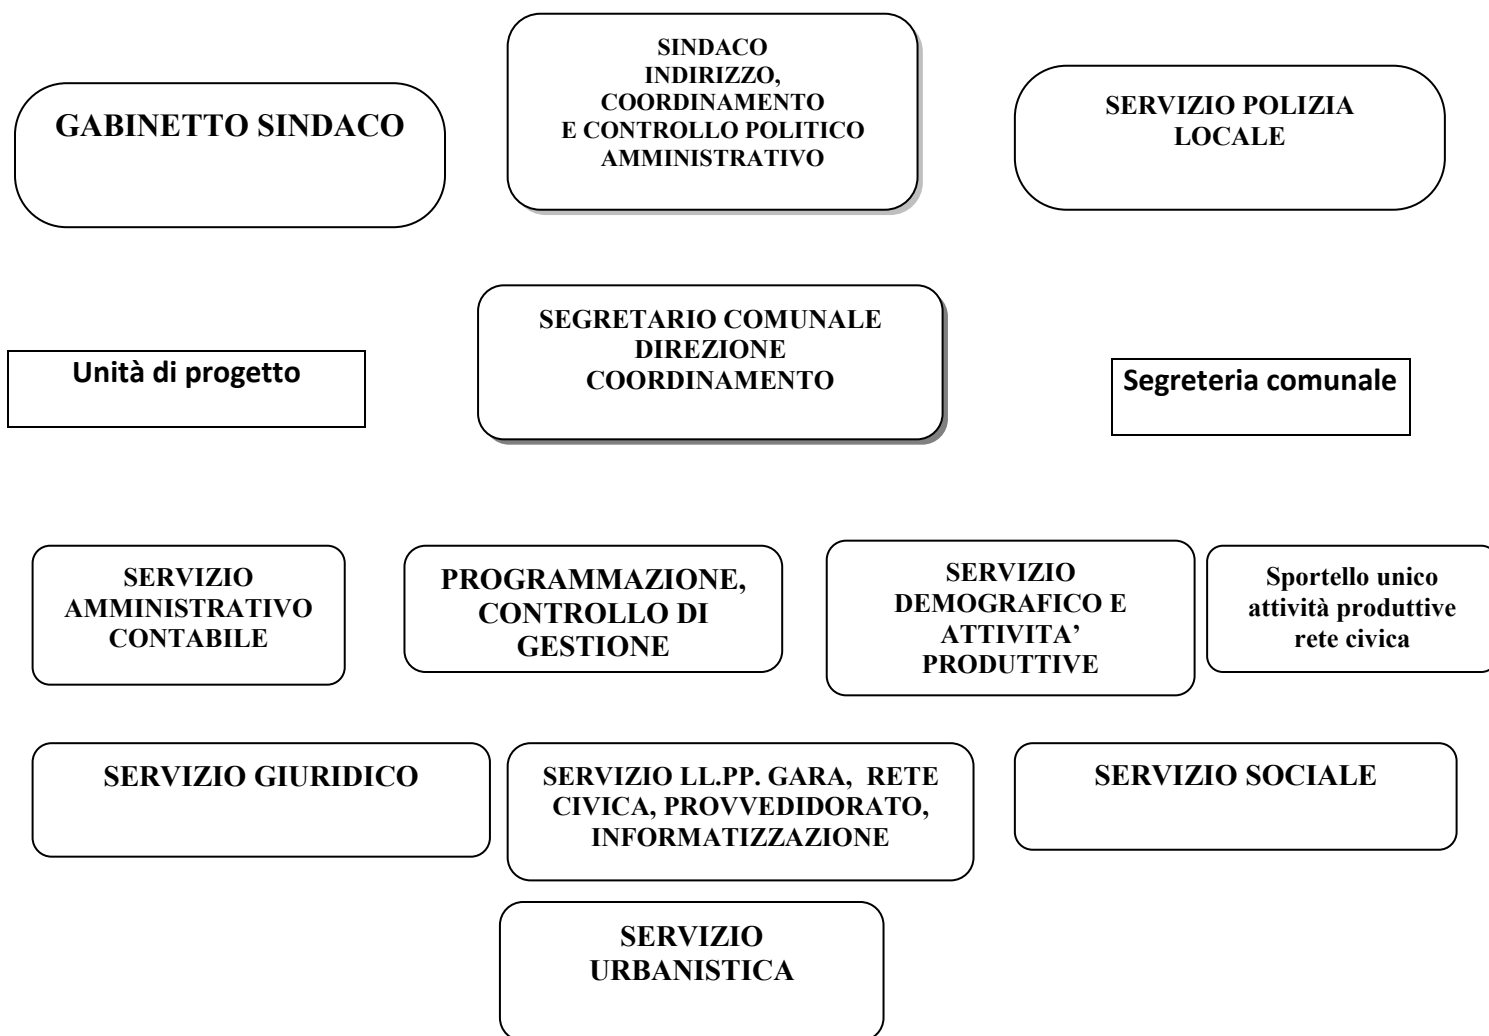 GABINETTO SINDACO
SINDACO
INDIRIZZO,
COORDINAMENTO
E CONTROLLO POLITICO
AMMINISTRATIVO
SERVIZIO POLIZIA
LOCALE
Unità di progetto
SEGRETARIO COMUNALE
DIREZIONE
COORDINAMENTO
Segreteria comunale
SERVIZIO
AMMINISTRATIVO
CONTABILE
PROGRAMMAZIONE,
CONTROLLO DI
GESTIONE
SERVIZIO
DEMOGRAFICO E
ATTIVITA’
PRODUTTIVE
Sportello unico
attività produttive
rete civica
SERVIZIO GIURIDICO
SERVIZIO LL.PP. GARA, RETE
CIVICA, PROVVEDIDORATO,
INFORMATIZZAZIONE
SERVIZIO SOCIALE
SERVIZIO
URBANISTICA